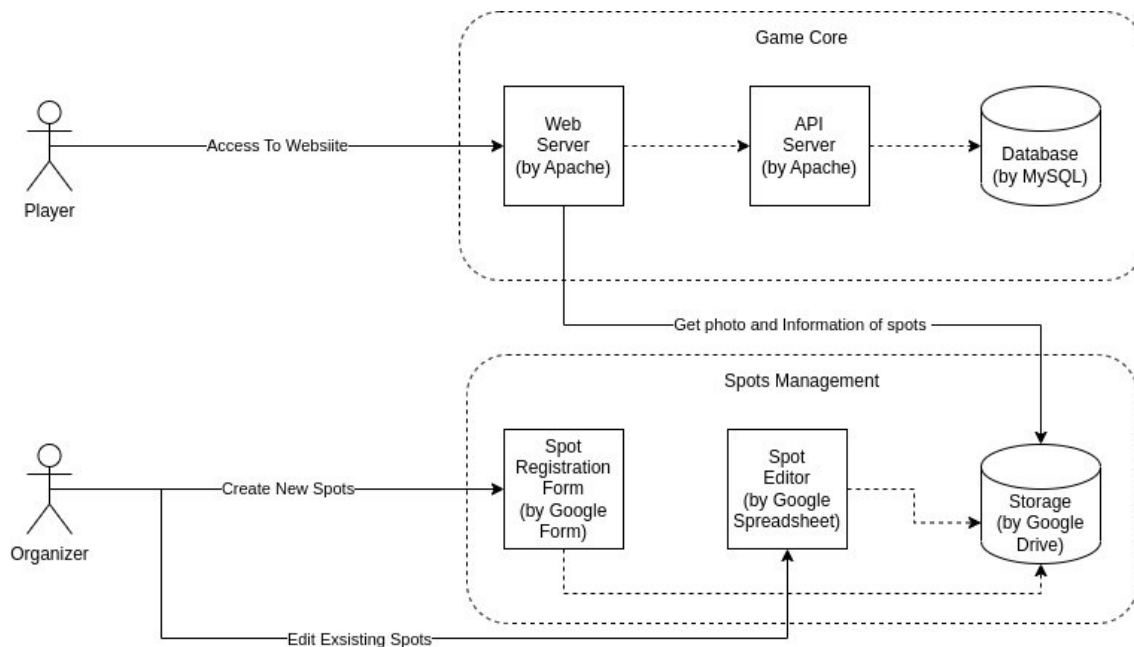 Game Core
Web
Server
(by Apache)
API
Server
(by Apache)
Database
(by MySQL)
Access To Websiite
Player
Get photo and Information of spots
Spots Management
Spot
Registration
Form
(by Google
Form)
Spot
Editor
(by Google
Spreadsheet)
Storage
(by Google
Drive)
Create New Spots
Organizer
Edit Exsisting Spots